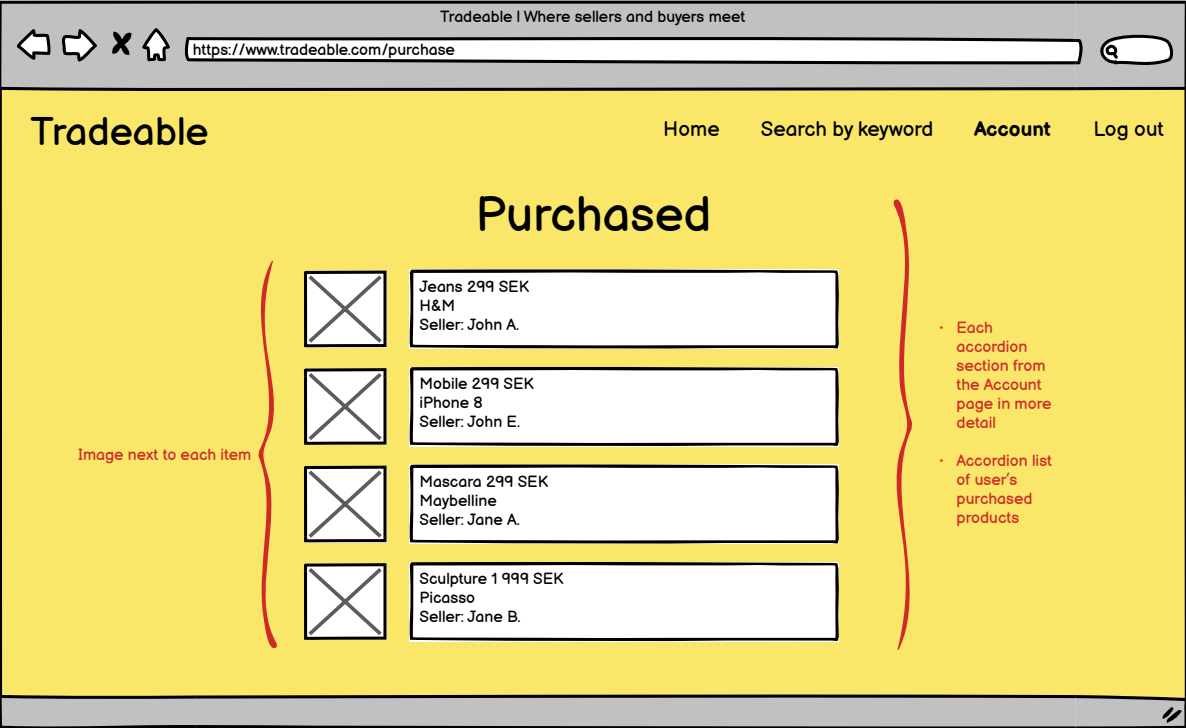 Tradeable | Where sellers and buyers meet
https://www.tradeable.com/purchase
Tradeable
Home
Search by keyword
Account
Log out
Purchased
Jeans 299 SEK
H&M
Seller: John A.
Mobile 299 SEK
iPhone 8
Seller: John E.
Mascara 299 SEK
Maybelline
Seller: Jane A.
Sculpture 1 999 SEK
Picasso
Seller: Jane B.
Image next to each item
• Each
accordion
section from
the Account
page in more
detail
• Accordion list
of user's
purchased
products